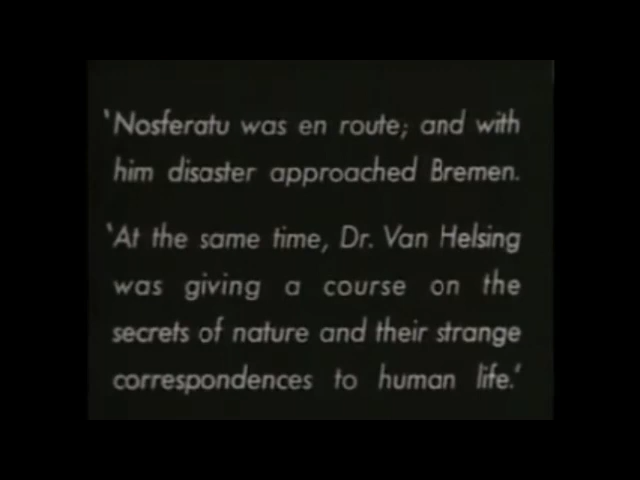 'Nosferatu was en route; and with
him disaster approached Bremen.
'At the same time, Dr. Van Helsing
was giving a course on the
secrets of nature and their strange
correspondences to human life.'